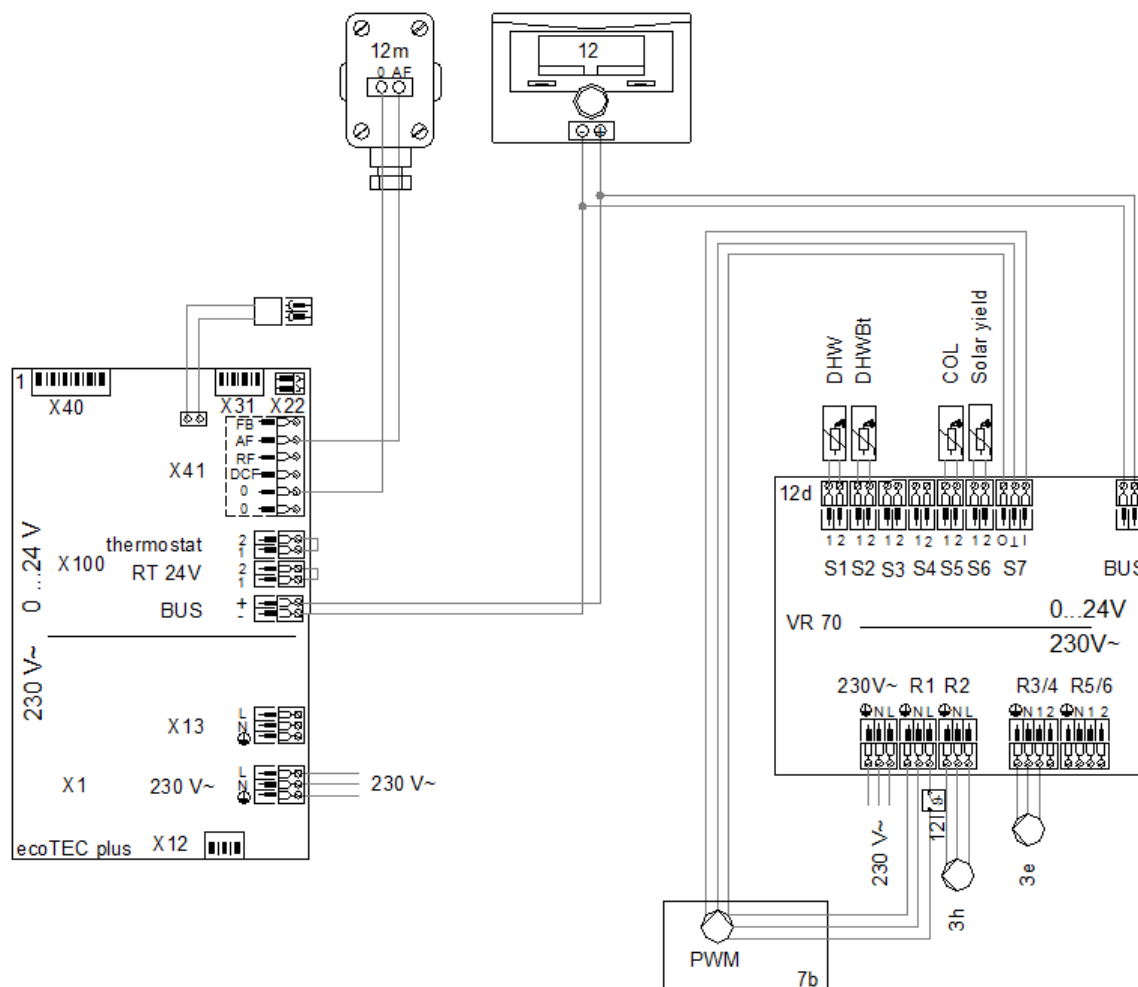 12m
0 AF
12
- +
1
X40
X31 X22
FB
AF
RF
DCF
0
0
X41
thermostat
2
1
X100
RT 24V
2
1
BUS
+
-
0 ...24 V
230 V~
X13
L
N
X1
230 V~
L
N
230 V~
ecoTEC plus
X12
DHW
DHWBt
COL
Solar yield
12d
1 2 1 2 1 2 1 2 1 2 1 2 O ⊥ I
S1 S2 S3 S4 S5 S6 S7
BUS
VR 70
0...24V
230V~
230V~ R1 R2 R3/4 R5/6
N L N L N L N 1 2 N 1 2
230 V~
12l
3h
3e
PWM
7b